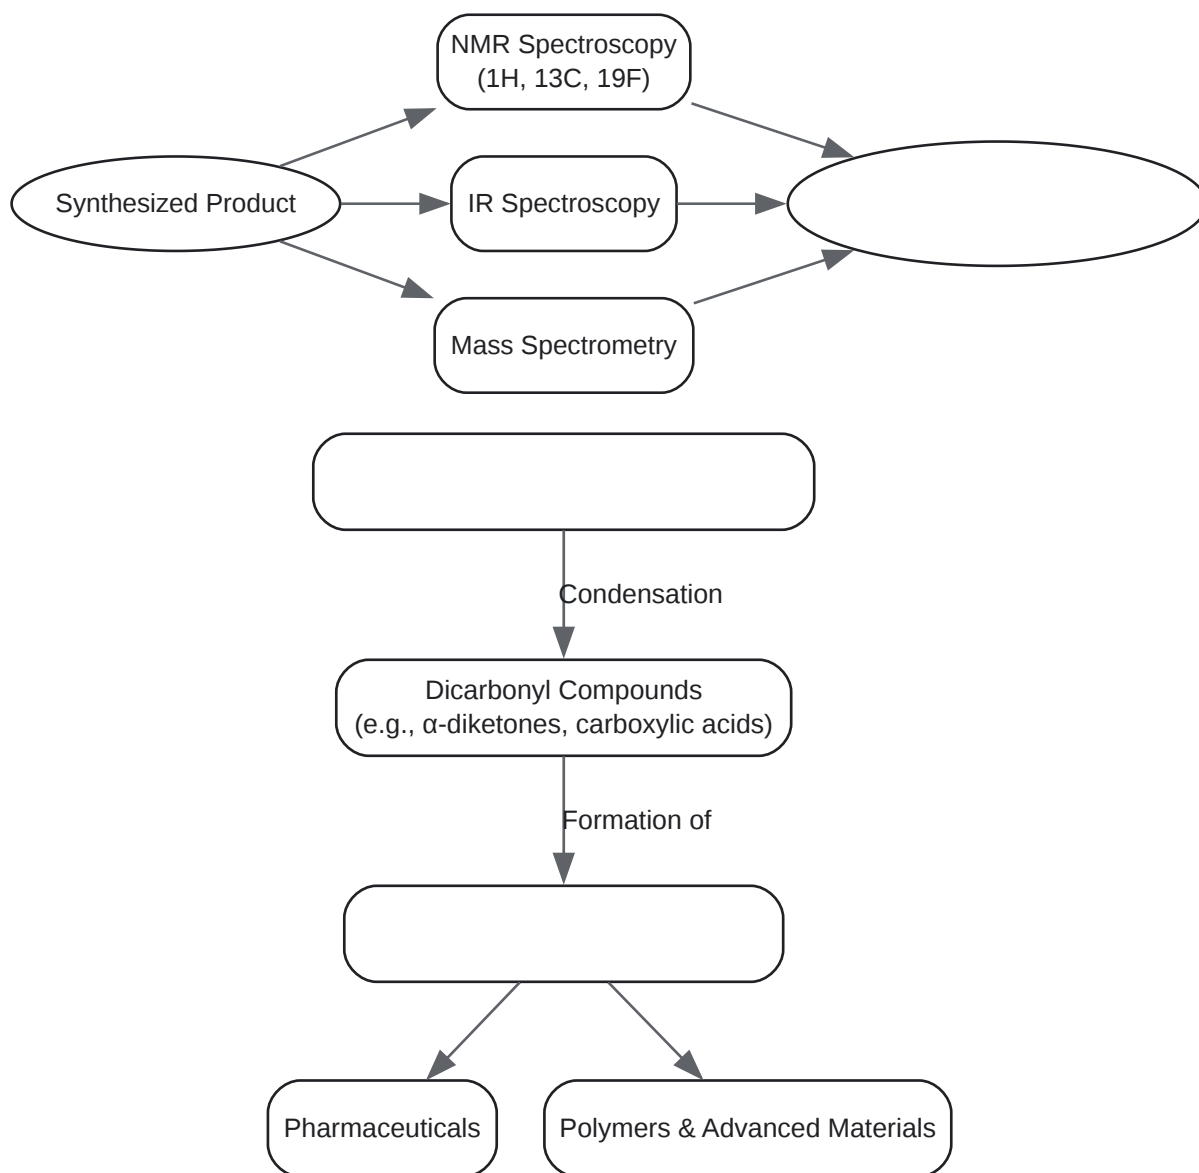 NMR Spectroscopy
(1H, 13C, 19F)
Synthesized Product
IR Spectroscopy
Mass Spectrometry
Condensation
Dicarbonyl Compounds
(e.g., α-diketones, carboxylic acids)
Formation of
Pharmaceuticals
Polymers & Advanced Materials